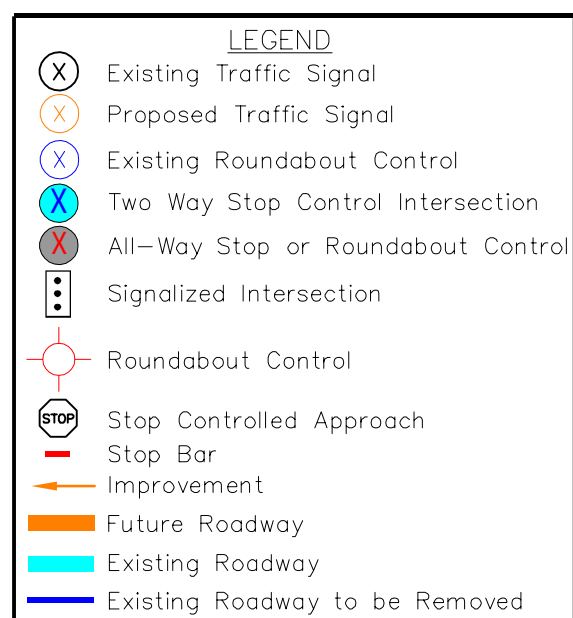 LEGEND
X Existing Traffic Signal
X Proposed Traffic Signal
X Existing Roundabout Control
X Two Way Stop Control Intersection
X All-Way Stop or Roundabout Control
Signalized Intersection
Roundabout Control
STOP Stop Controlled Approach
Stop Bar
Improvement
Future Roadway
Existing Roadway
Existing Roadway to be Removed